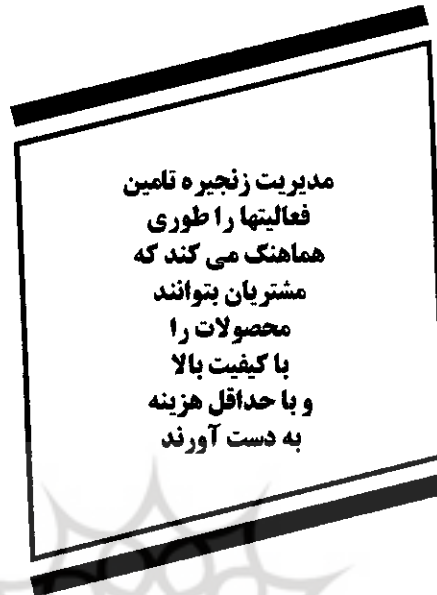 مدیریت زنجیره تامین
فعالیتها را طوری
هماهنگ می کند که
مشتریان بتوانند
محصولات را
با کیفیت بالا
و با حداقل هزینه
به دست آورند